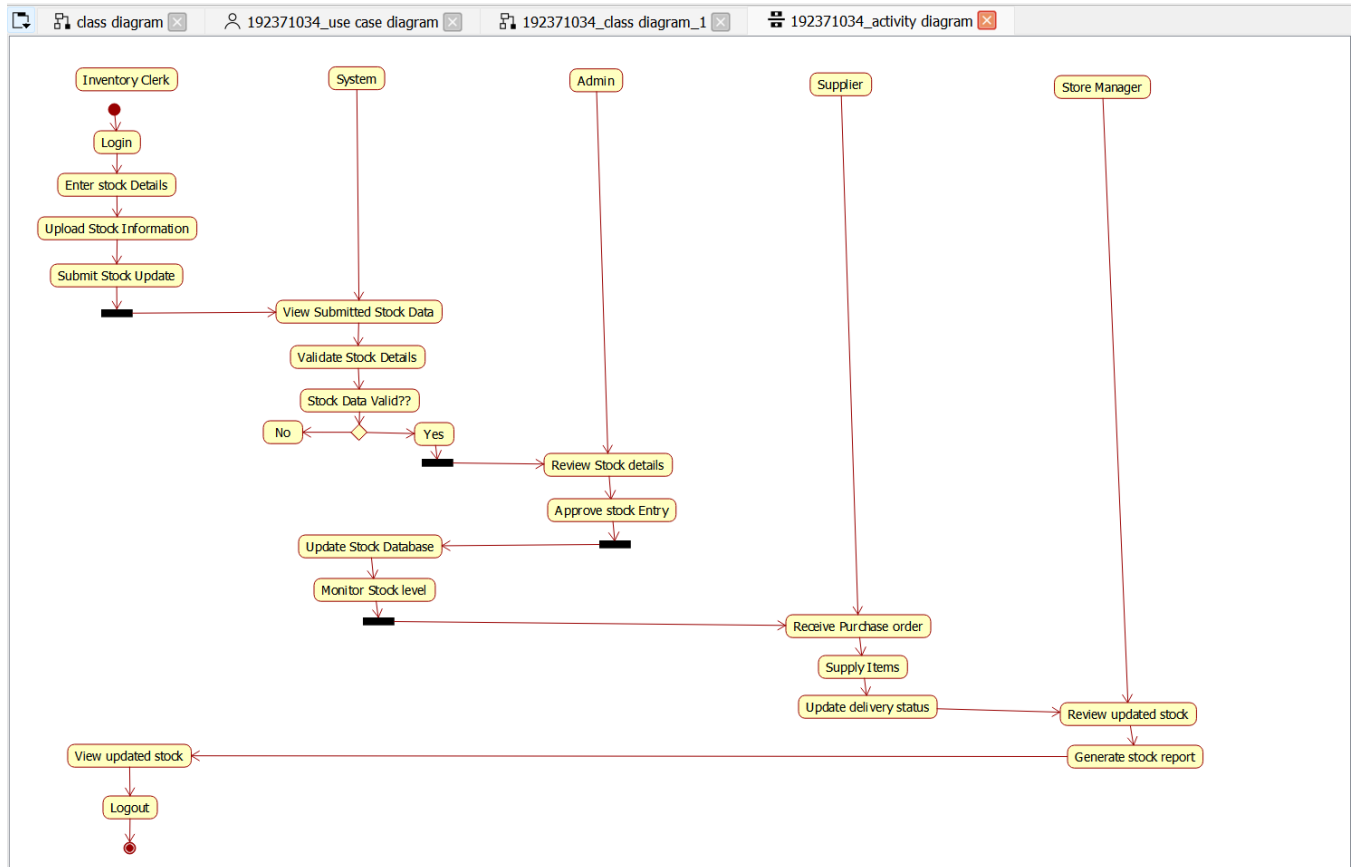 class diagram
192371034_use case diagram
192371034_class diagram_1
192371034_activity diagram
Inventory Clerk
System
Admin
Supplier
Store Manager
Login
Enter stock Details
Upload Stock Information
Submit Stock Update
View Submitted Stock Data
Validate Stock Details
Stock Data Valid??
No
Yes
Review Stock details
Approve stock Entry
Update Stock Database
Monitor Stock level
Receive Purchase order
Supply Items
Update delivery status
Review updated stock
Generate stock report
View updated stock
Logout